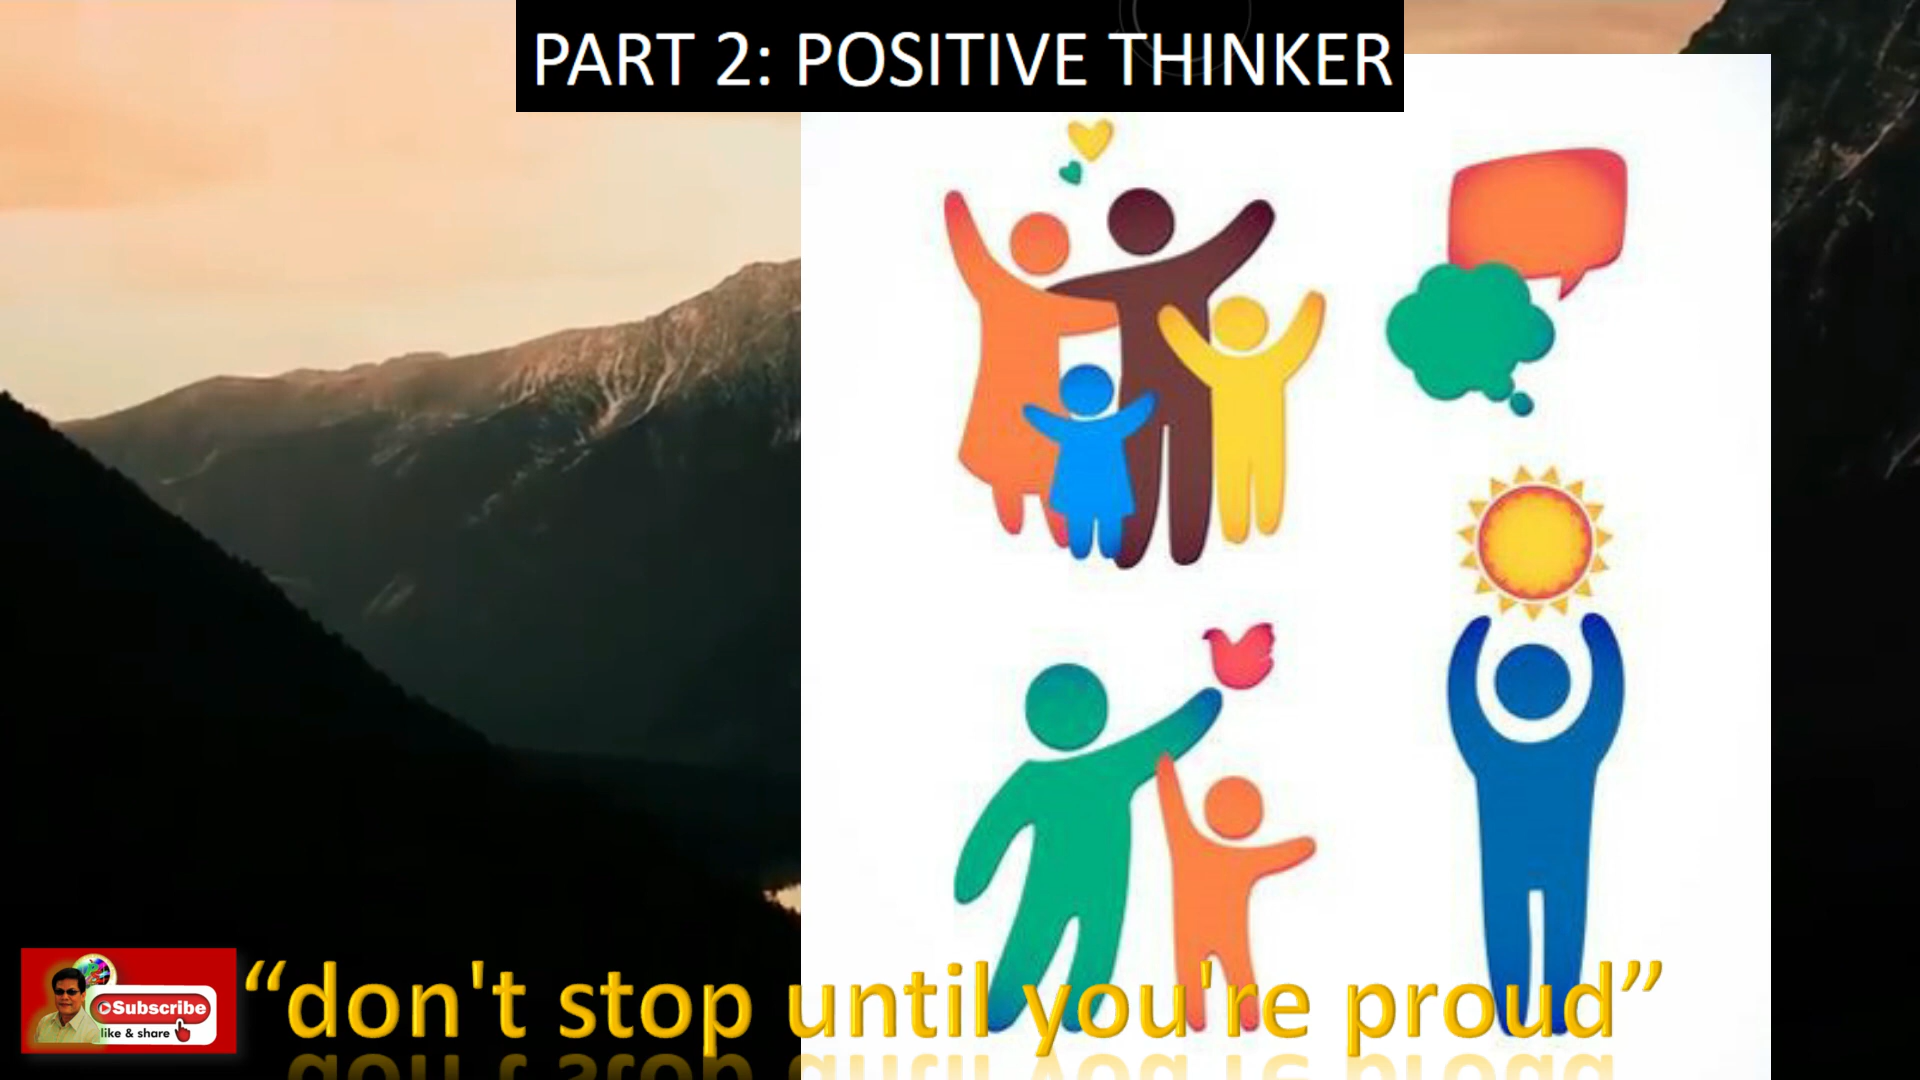 PART 2: POSITIVE THINKER
Subscribe
like & share
“don't stop until you're proud”